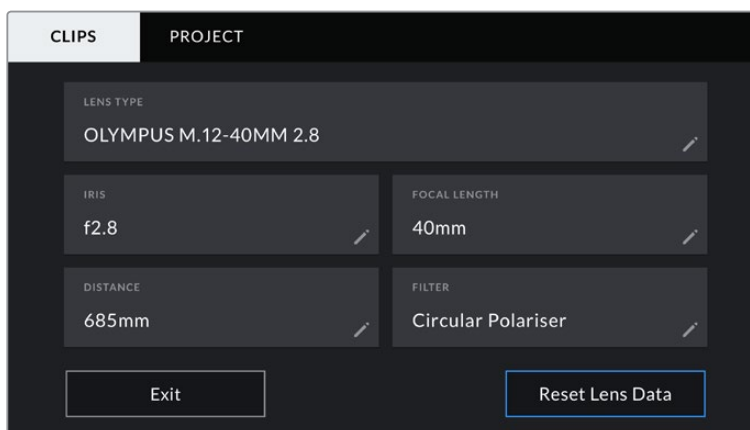 CLIPS PROJECT
LENS TYPE
OLYMPUS M.12-40MM 2.8
IRIS
f2.8
FOCAL LENGTH
40mm
DISTANCE
685mm
FILTER
Circular Polariser
Exit
Reset Lens Data